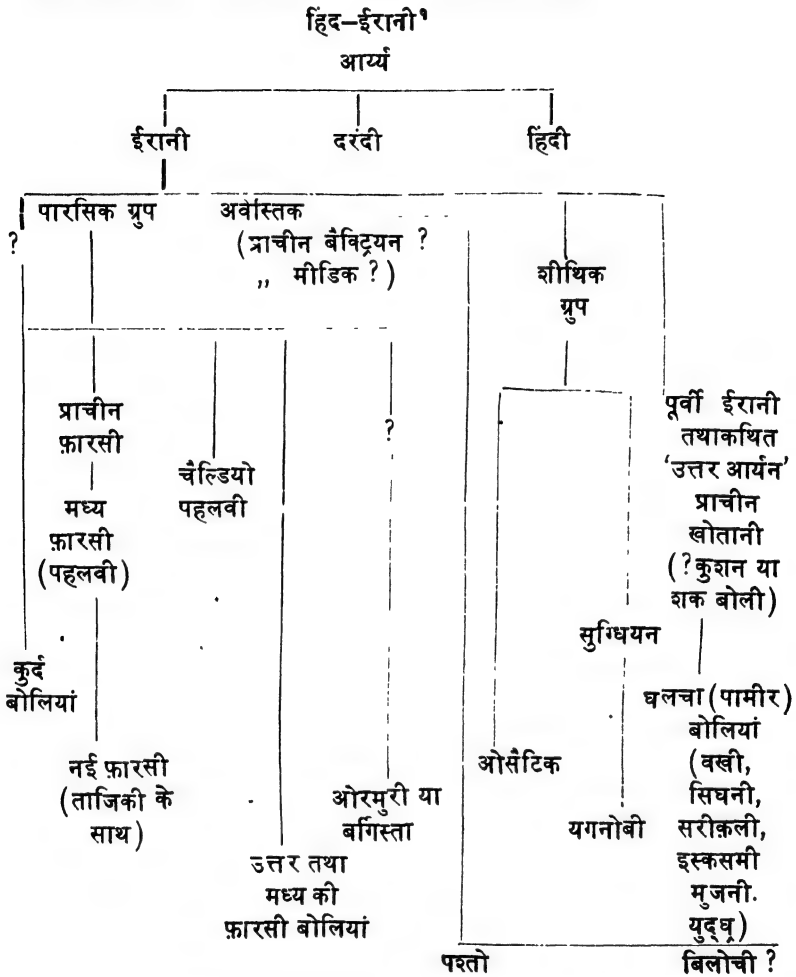 हिंद-ईरानी¹
आर्य्य
ईरानी दरंदी हिंदी
? पारसिक ग्रुप
अवेस्तिक
(प्राचीन बैक्ट्रियन ?
,, मीडिक ?)
शीथिक
ग्रुप
प्राचीन
फ़ारसी
मध्य
फ़ारसी
(पहलवी)
चैल्डियो
पहलवी
?
पूर्वी ईरानी
तथाकथित
'उत्तर आर्यन'
प्राचीन
खोतानी
(?कुशन या
शक बोली)
सुग्धियन
कुर्द
बोलियां
नई फ़ारसी
(ताजिकी के
साथ)
उत्तर तथा
मध्य की
फ़ारसी बोलियां
ओरमुरी या
बर्गिस्ता
ओसैटिक
यगनोबी
घलचा (पामीर)
बोलियां
(वखी,
सिघनी,
सरीक़ली,
इस्कसमी
मुजनी.
युद्घ्)
पश्तो बिलोची ?